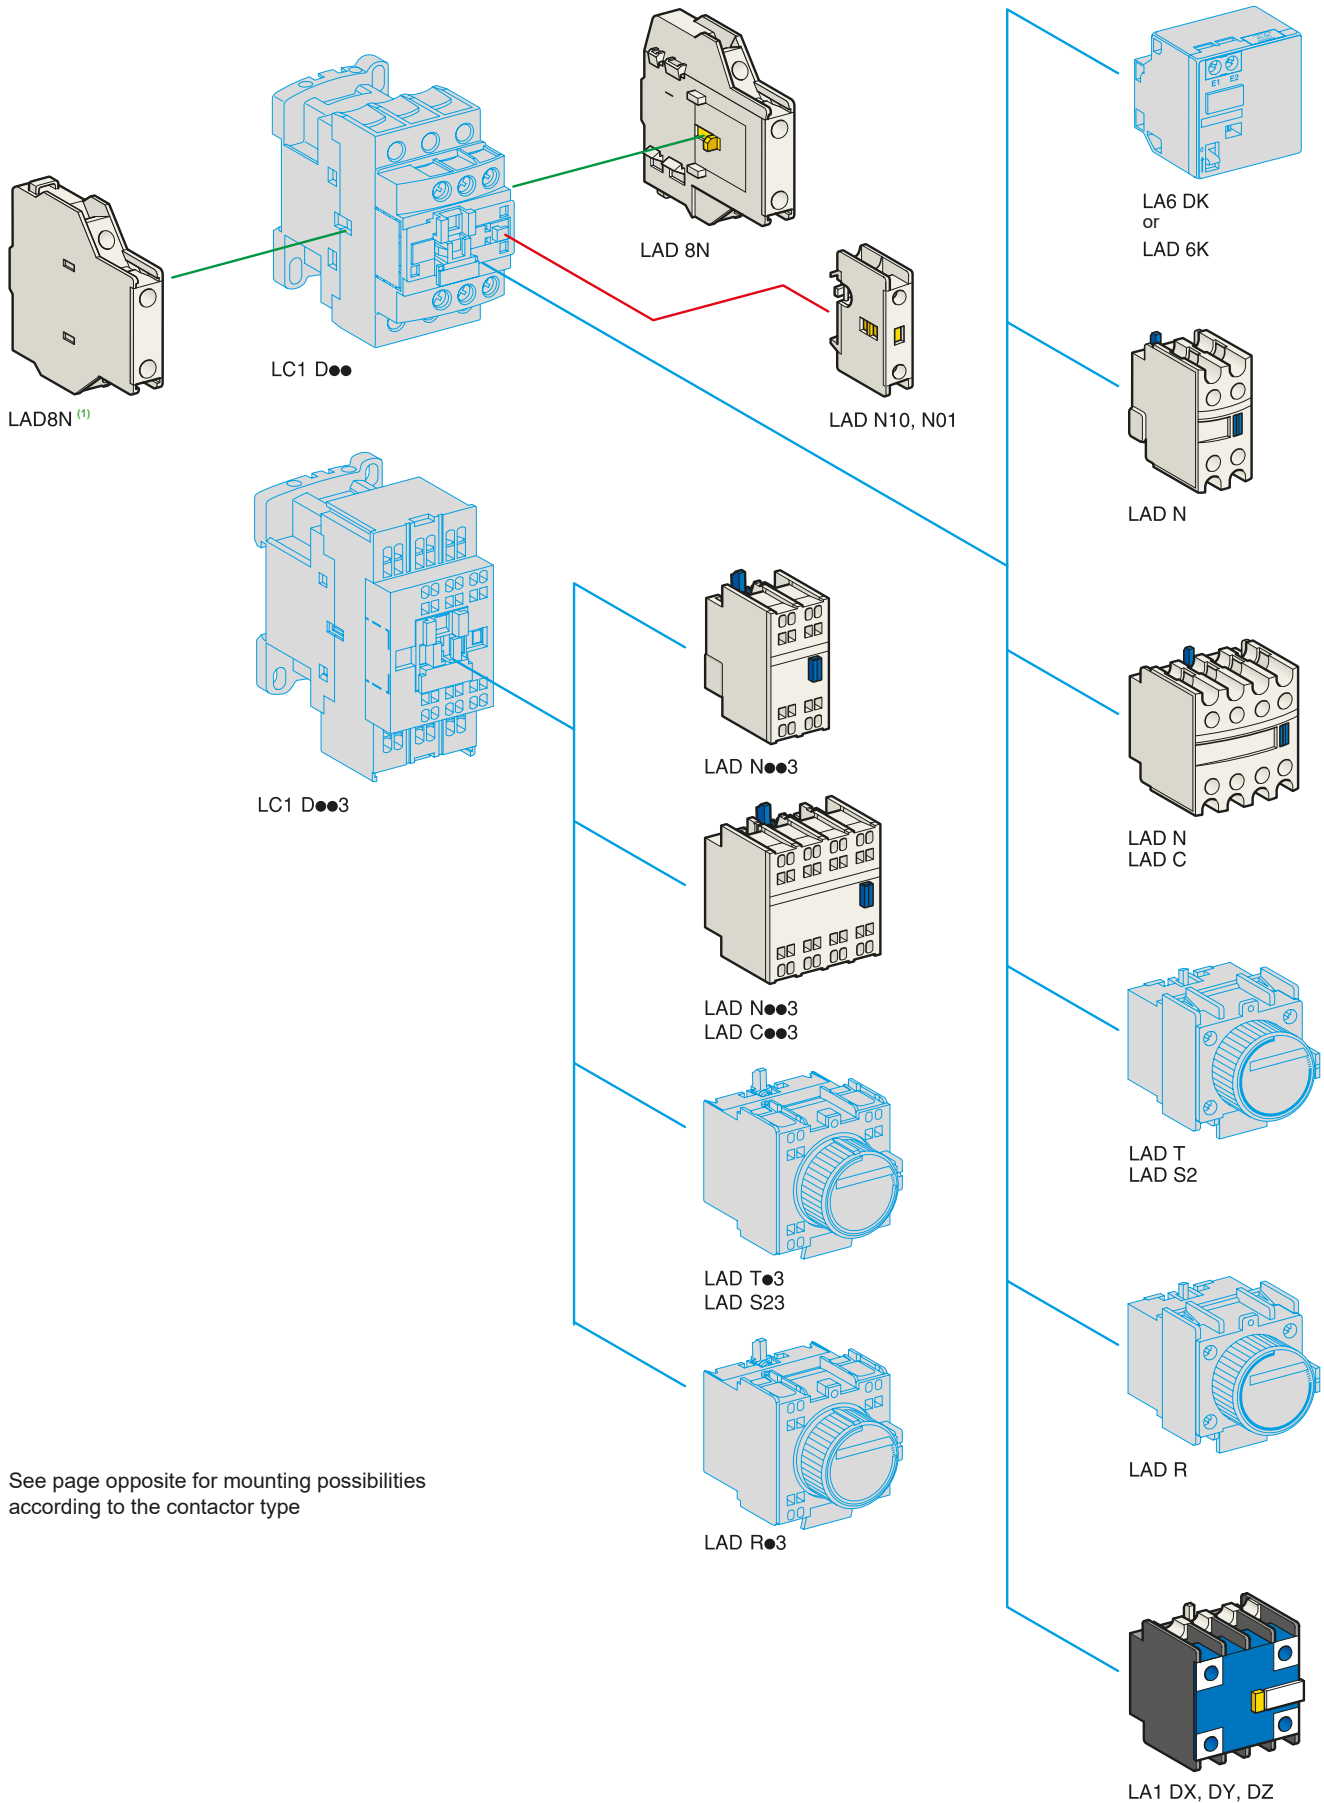 E1 E2
LA6 DK
or
LAD 6K
LAD 8N
LC1 D●●
LAD8N (1)
LAD N10, N01
LAD N
LC1 D●●3
LAD N●●3
LAD N
LAD C
LAD N●●3
LAD C●●3
LAD T
LAD S2
LAD T●3
LAD S23
LAD R
See page opposite for mounting possibilities
according to the contactor type
LAD R●3
LA1 DX, DY, DZ